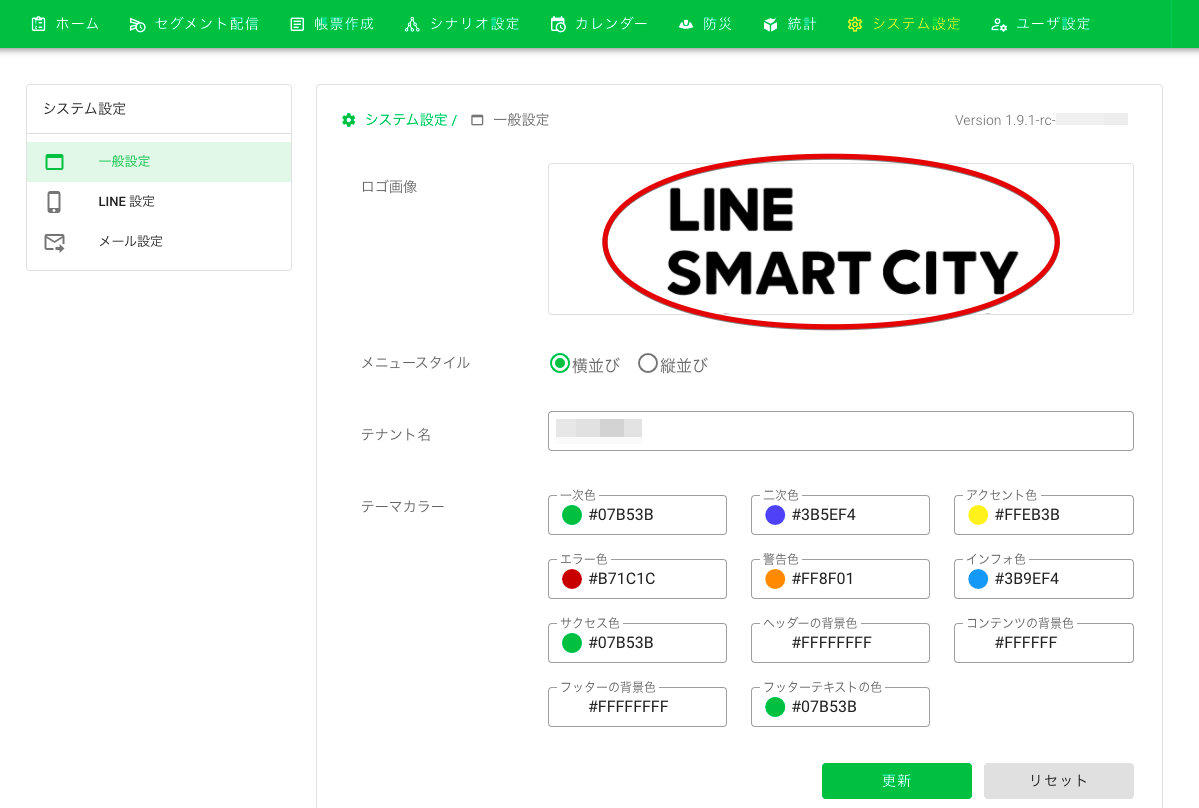 ホーム セグメント配信 帳票作成 シナリオ設定 カレンダー 防災 統計 システム設定 ユーザ設定
システム設定
一般設定
LINE 設定
メール設定
システム設定 / 一般設定 Version 1.9.1-rc-
ロゴ画像
LINE
SMART CITY
メニュースタイル 横並び 縦並び
テナント名
テーマカラー
一次色 二次色 アクセント色
#07B53B #3B5EF4 #FFEB3B
エラー色 警告色 インフォ色
#B71C1C #FF8F01 #3B9EF4
サクセス色 ヘッダーの背景色 コンテンツの背景色
#07B53B #FFFFFFFF #FFFFFF
フッターの背景色 フッターテキストの色
#FFFFFFFF #07B53B
更新 リセット